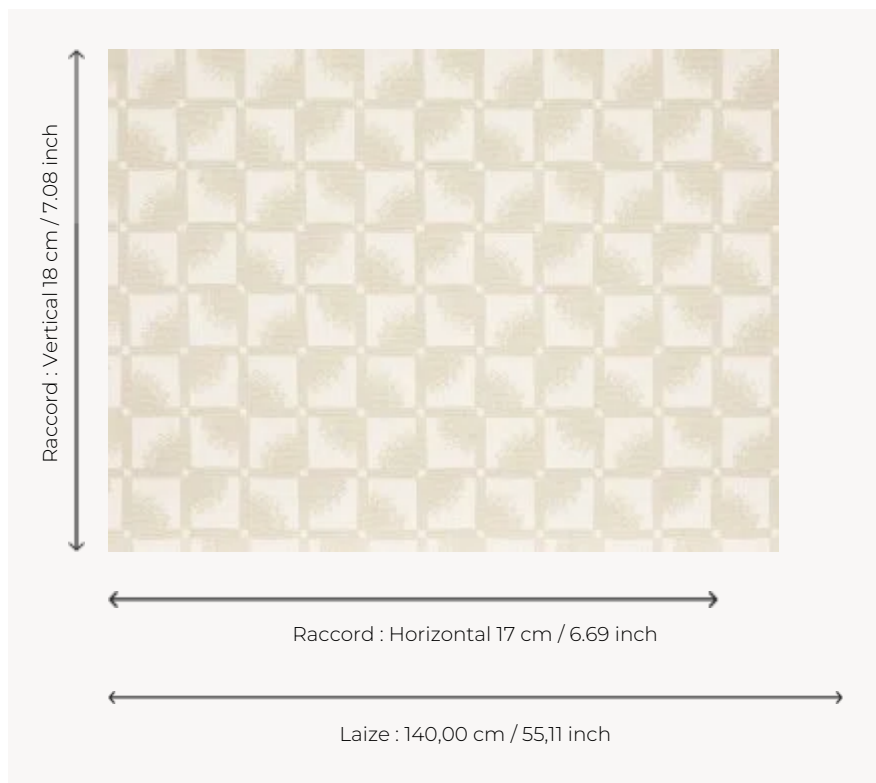 Raccord : Vertical 18 cm / 7.08 inch
Raccord : Horizontal 17 cm / 6.69 inch
Laize : 140,00 cm / 55,11 inch